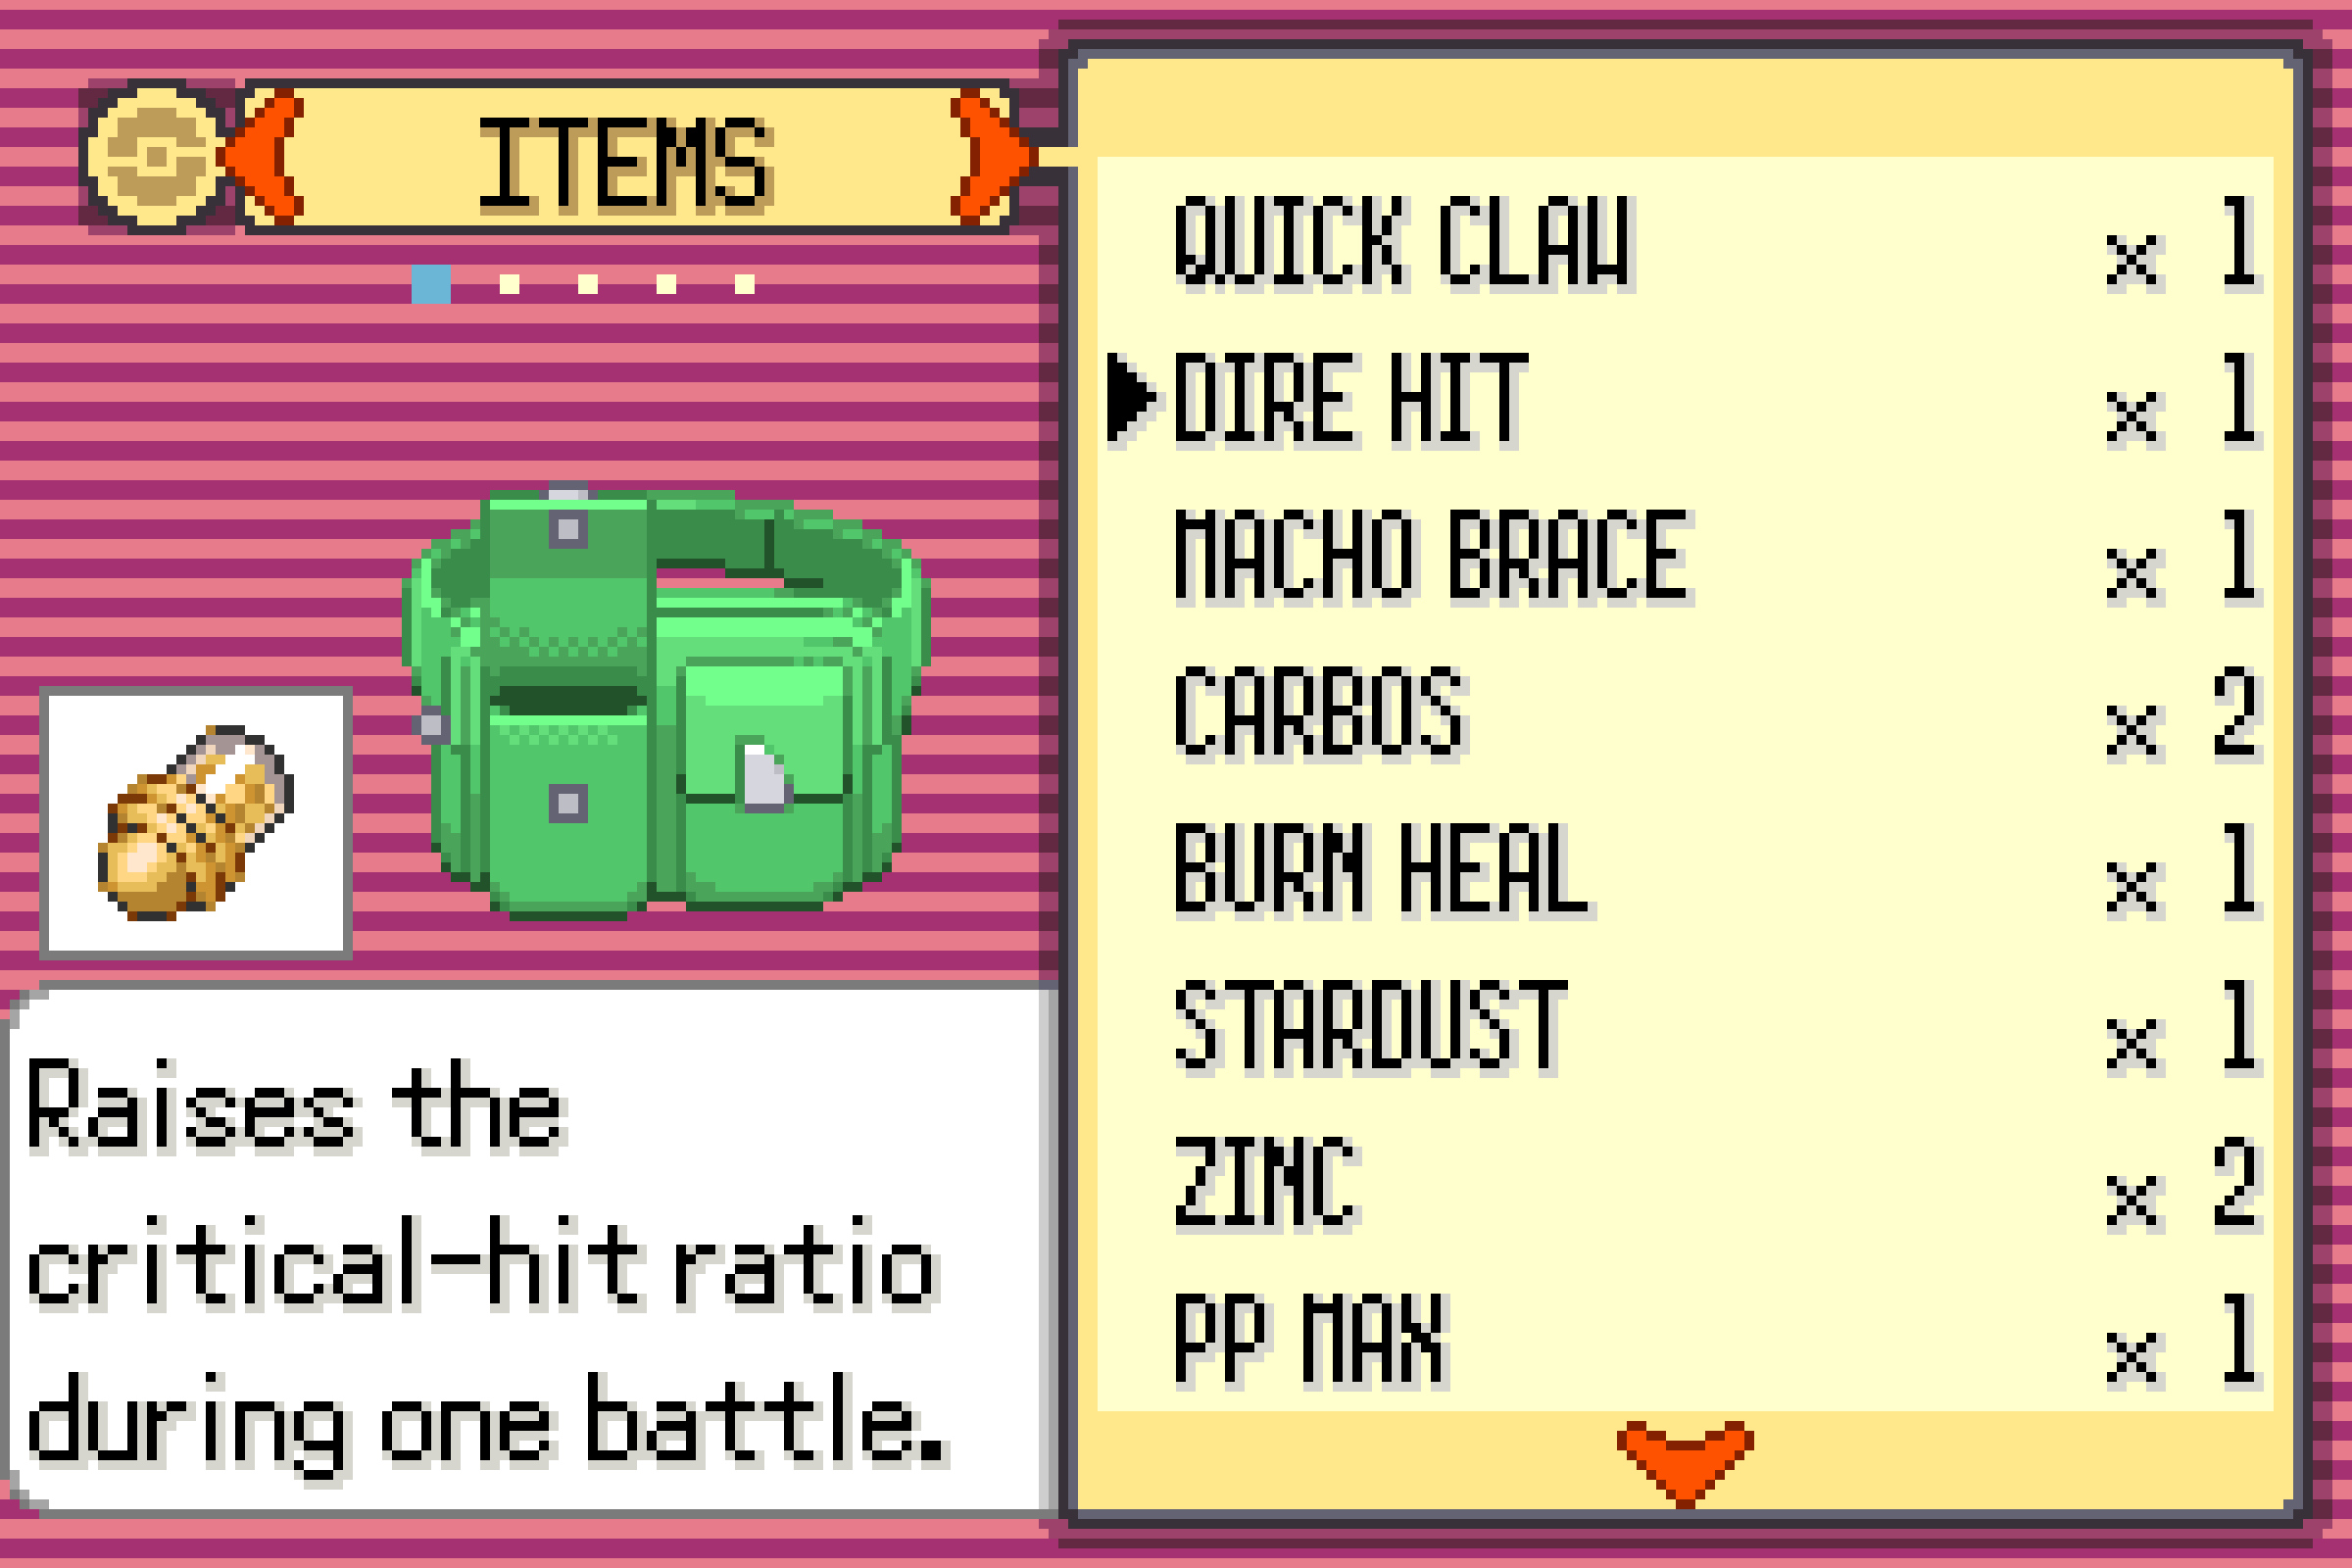 ITEMS
QUICK CLAW × 1
DIRE HIT × 1
MACHO BRACE × 1
CARBOS × 2
BURN HEAL × 1
STARDUST × 1
ZINC × 2
PP MAX × 1
Raises the
critical-hit ratio
during one battle.